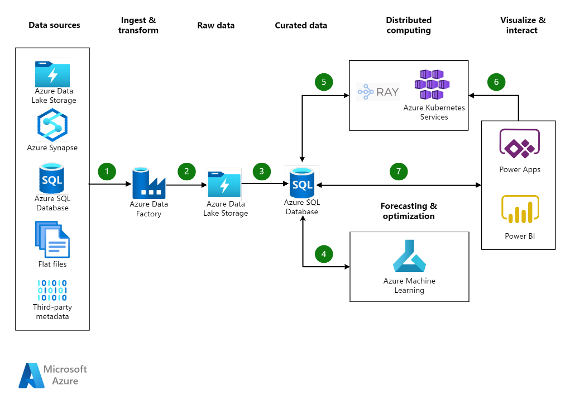 Data sources
Ingest &
transform
Raw data
Curated data
Distributed
computing
Visualize &
interact
Azure Data
Lake Storage
Azure Synapse
SQL
Azure SQL
Database
Flat files
10100
01010
10100
Third-party
metadata
1
Azure Data
Factory
2
Azure Data
Lake Storage
3
SQL
Azure SQL
Database
5
RAY
Azure Kubernetes
Services
6
7
Power Apps
Power BI
Forecasting &
optimization
4
Azure Machine
Learning
Microsoft
Azure